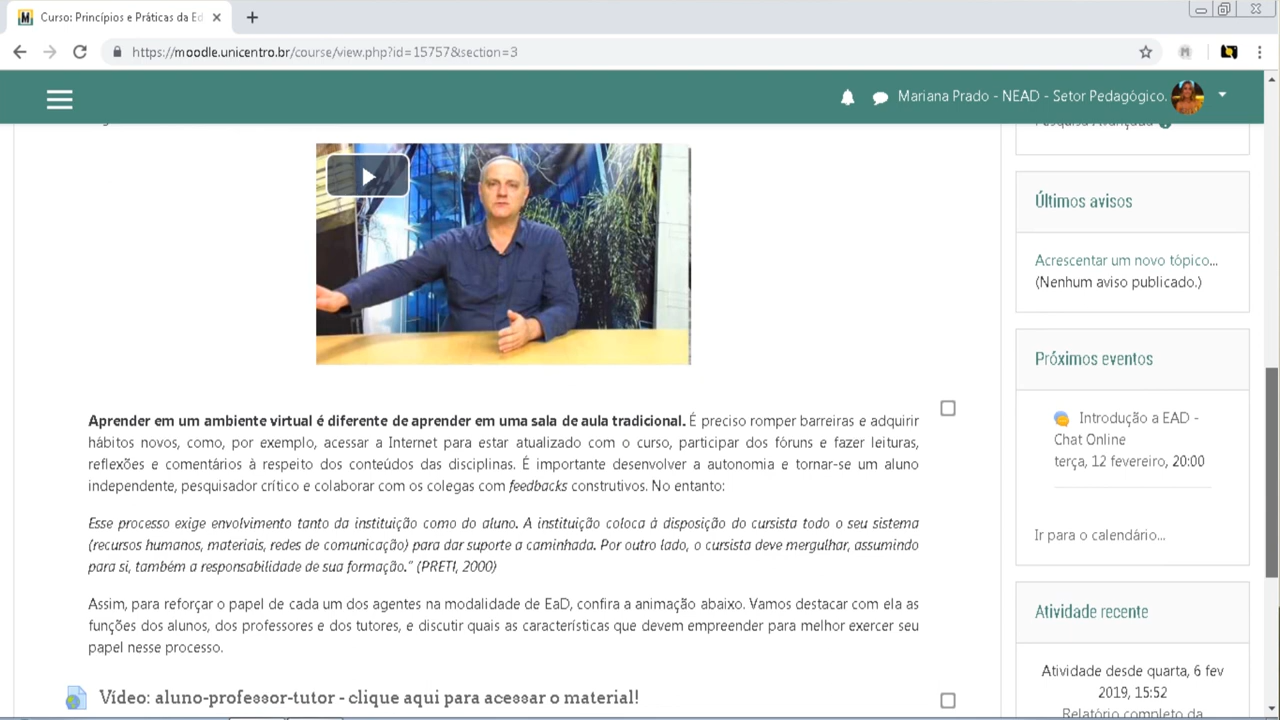 Curso: Princípios e Práticas da Ed
https://moodle.unicentro.br/course/view.php?id=15757&section=3
Mariana Prado - NEAD - Setor Pedagógico.
Pesquisa Avançada
Últimos avisos
Acrescentar um novo tópico...
(Nenhum aviso publicado.)
Próximos eventos
Introdução a EAD -
Chat Online
terça, 12 fevereiro, 20:00
Ir para o calendário...
Atividade recente
Atividade desde quarta, 6 fev
2019, 15:52
Relatório completo da
Aprender em um ambiente virtual é diferente de aprender em uma sala de aula tradicional. É preciso romper barreiras e adquirir
hábitos novos, como, por exemplo, acessar a Internet para estar atualizado com o curso, participar dos fóruns e fazer leituras,
reflexões e comentários à respeito dos conteúdos das disciplinas. É importante desenvolver a autonomia e tornar-se um aluno
independente, pesquisador crítico e colaborar com os colegas com feedbacks construtivos. No entanto:
Esse processo exige envolvimento tanto da instituição como do aluno. A instituição coloca à disposição do cursista todo o seu sistema
(recursos humanos, materiais, redes de comunicação) para dar suporte a caminhada. Por outro lado, o cursista deve mergulhar, assumindo
para si, também a responsabilidade de sua formação.” (PRETI, 2000)
Assim, para reforçar o papel de cada um dos agentes na modalidade de EaD, confira a animação abaixo. Vamos destacar com ela as
funções dos alunos, dos professores e dos tutores, e discutir quais as características que devem empreender para melhor exercer seu
papel nesse processo.
Vídeo: aluno-professor-tutor - clique aqui para acessar o material!